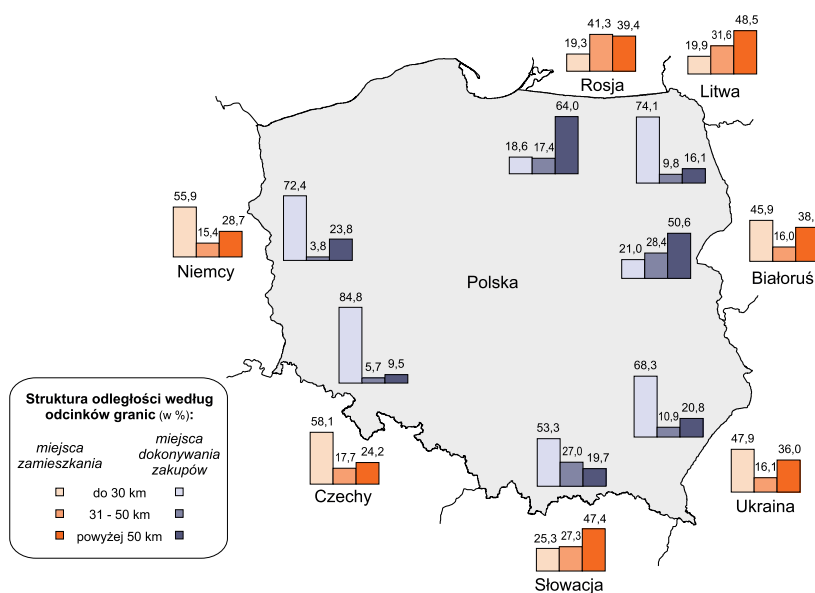 19,3 41,3 39,4
Rosja
19,9 31,6 48,5
Litwa
18,6 17,4 64,0
74,1 9,8 16,1
72,4 3,8 23,8
55,9 15,4 28,7
Niemcy
21,0 28,4 50,6
45,9 16,0 38,
Białoruś
Polska
84,8 5,7 9,5
68,3 10,9 20,8
Struktura odległości według
odcinków granic (w %):
miejsca
zamieszkania
miejsca
dokonywania
zakupów
do 30 km
31 - 50 km
powyżej 50 km
58,1 17,7 24,2
Czechy
53,3 27,0 19,7
47,9 16,1 36,0
Ukraina
25,3 27,3 47,4
Słowacja